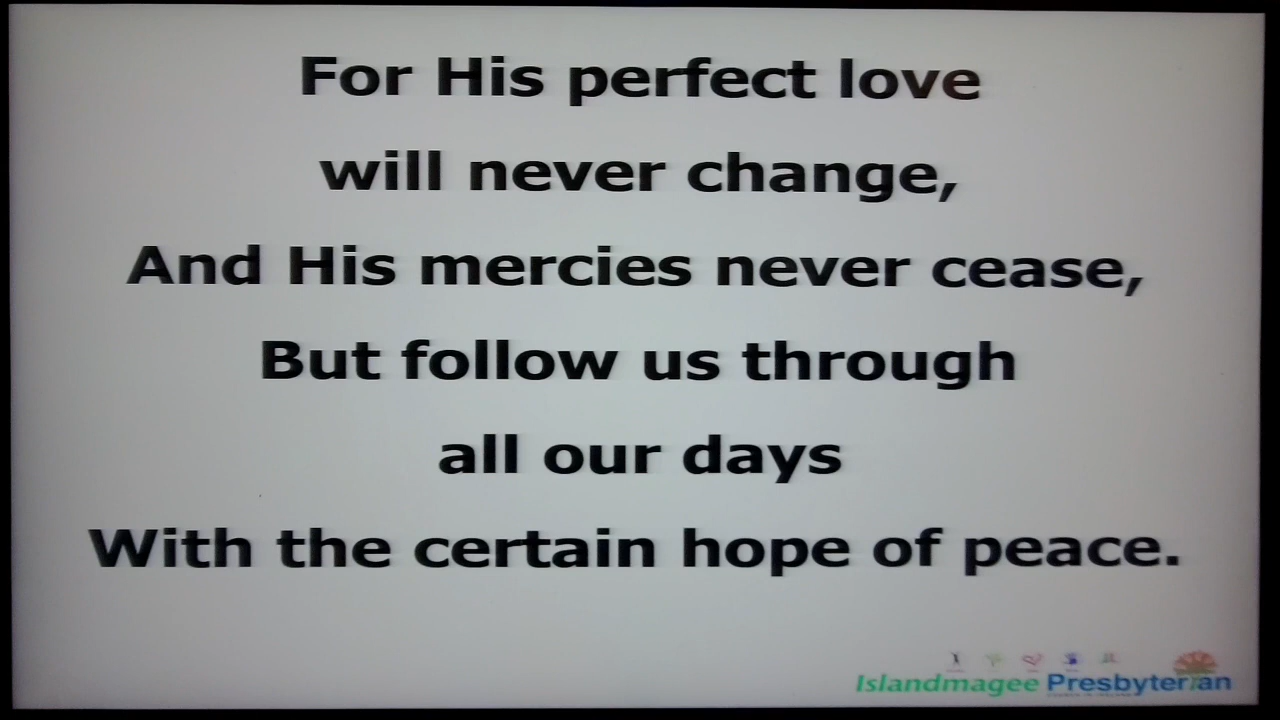 For His perfect love
will never change,
And His mercies never cease,
But follow us through
all our days
With the certain hope of peace.
Islandmagee Presbyterian